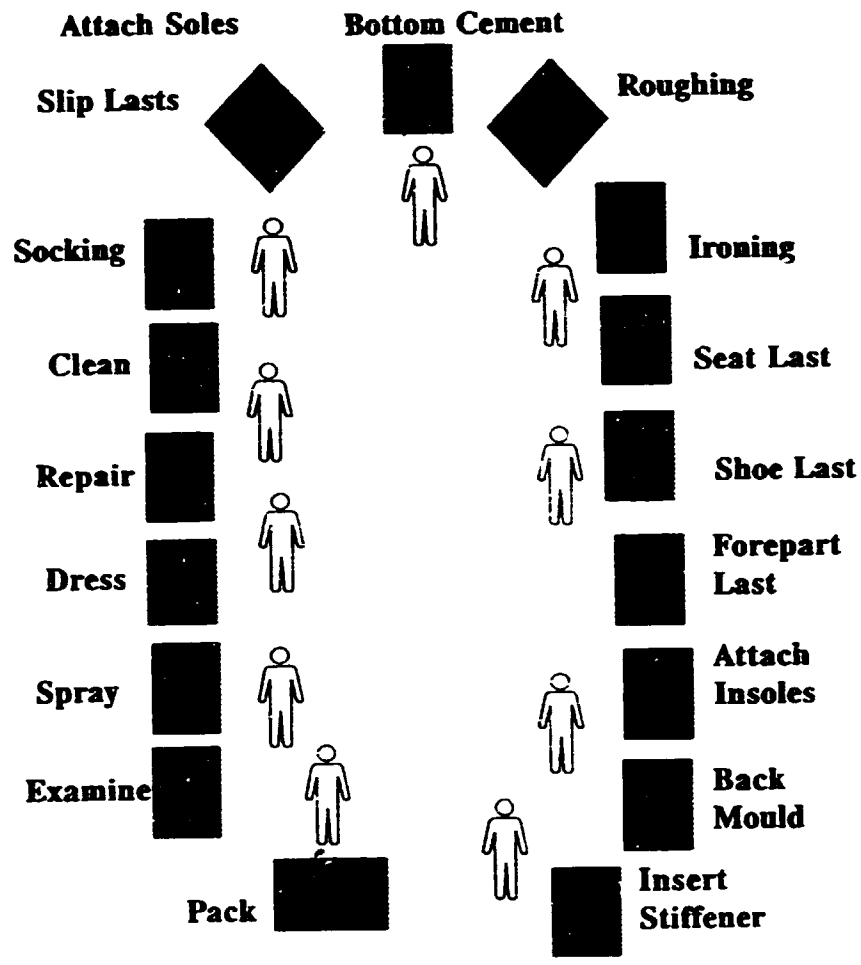 Attach Soles
Bottom Cement
Slip Lasts
Roughing
Socking
Ironing
Clean
Seat Last
Repair
Shoe Last
Dress
Forepart
Last
Spray
Attach
Insoles
Examine
Back
Mould
Pack
Insert
Stiffener